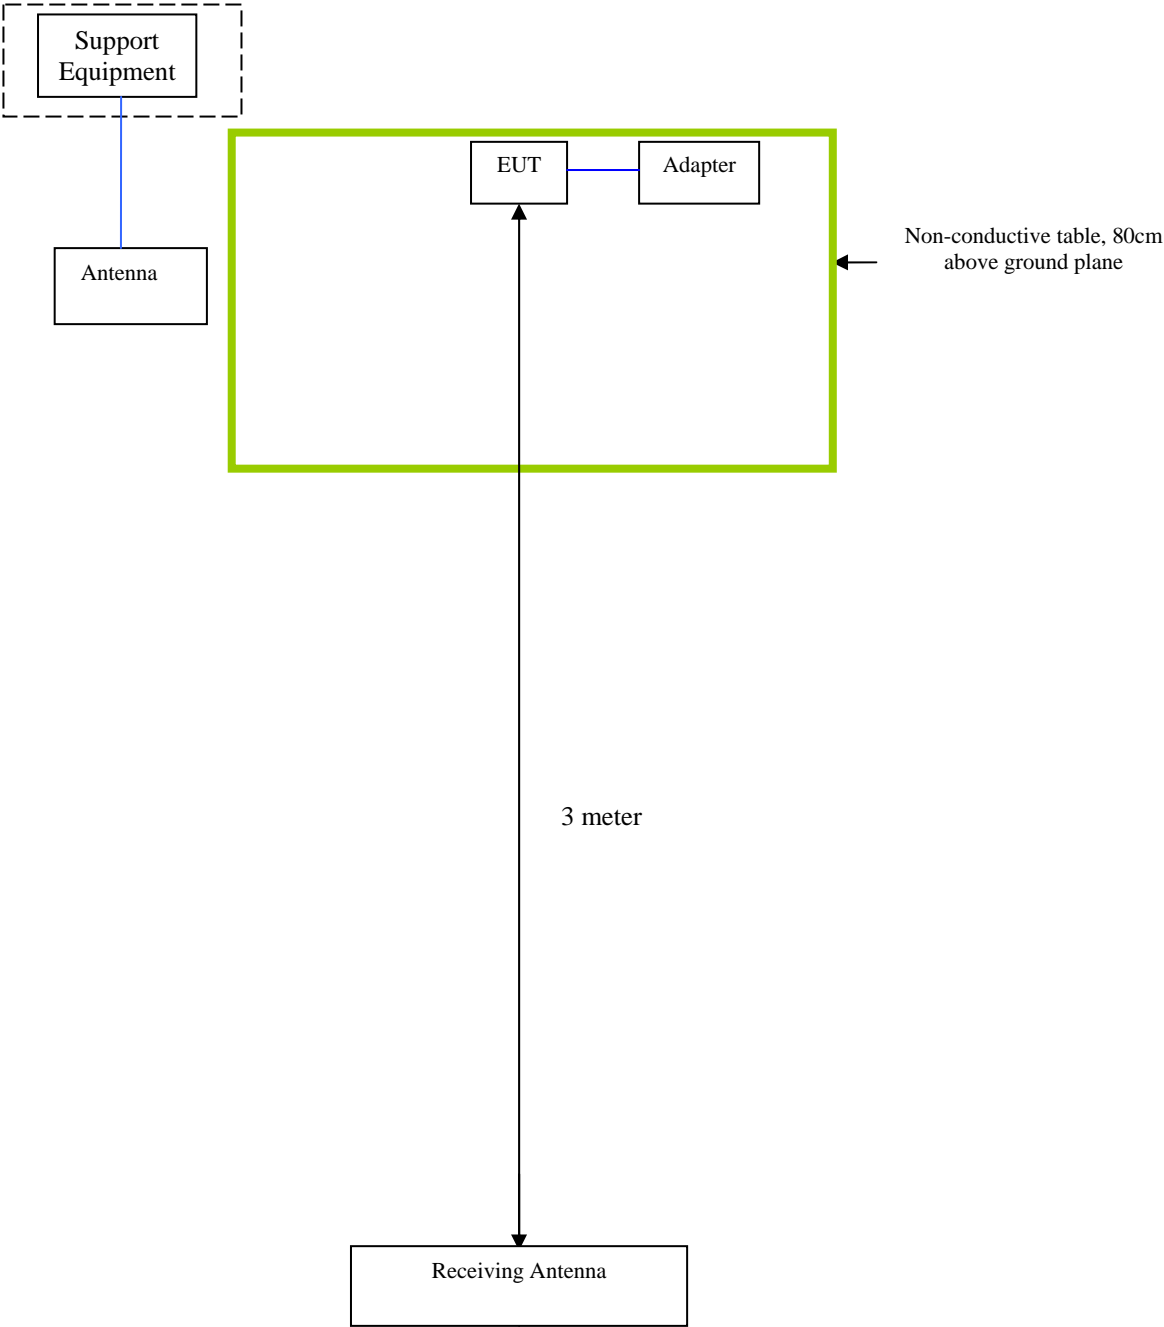 Support
Equipment
EUT
Adapter
Non-conductive table, 80cm
above ground plane
Antenna
3 meter
Receiving Antenna